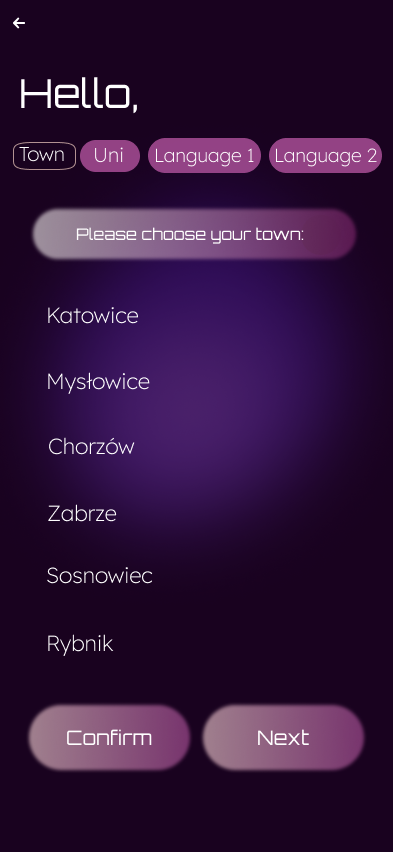 Hello,
Town Uni Language 1 Language 2
Please choose your town:
Katowice
Mysłowice
Chorzów
Zabrze
Sosnowiec
Rybnik
Confirm Next